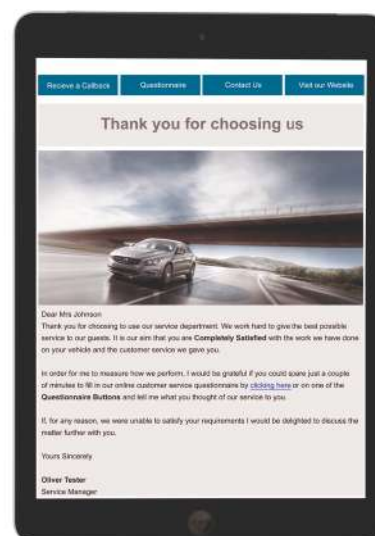 Recieve a Callback
Questionnaire
Contact Us
Visit our Website
Thank you for choosing us
Dear Mrs Johnson
Thank you for choosing to use our service department. We work hard to give the best possible
service to our guests. It is our aim that you are Completely Satisfied with the work we have done
on your vehicle and the customer service we gave you.
In order for me to measure how we perform, I would be grateful if you could spare just a couple
of minutes to fill in our online customer service questionnaire by clicking here or on one of the
Questionnaire Buttons and tell me what you thought of our service to you.
If, for any reason, we were unable to satisfy your requirements I would be delighted to discuss the
matter further with you.
Yours Sincerely
Oliver Tester
Service Manager